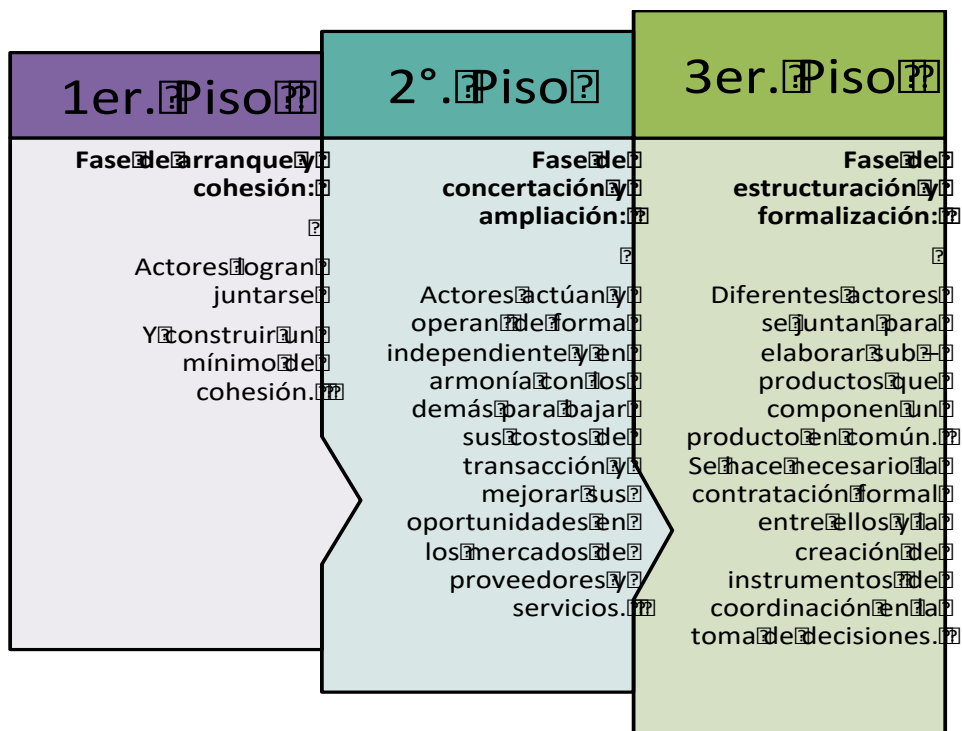 1er. Piso
Fase de arranque y
cohesión:
Actores logran
juntarse
Y construir un
mínimo de
cohesión.
2°. Piso
Fase de
concertación y
ampliación:
Actores actúan y
operan de forma
independiente y en
armonía con los
demás para bajar
sus costos de
transacción y
mejorar sus
oportunidades en
los mercados de
proveedores y
servicios.
3er. Piso
Fase de
estructuración y
formalización:
Diferentes actores
se juntan para
elaborar sub –
productos que
componen un
producto en común.
Se hace necesario la
contratación formal
entre ellos y la
creación de
instrumentos de
coordinación en la
toma de decisiones.